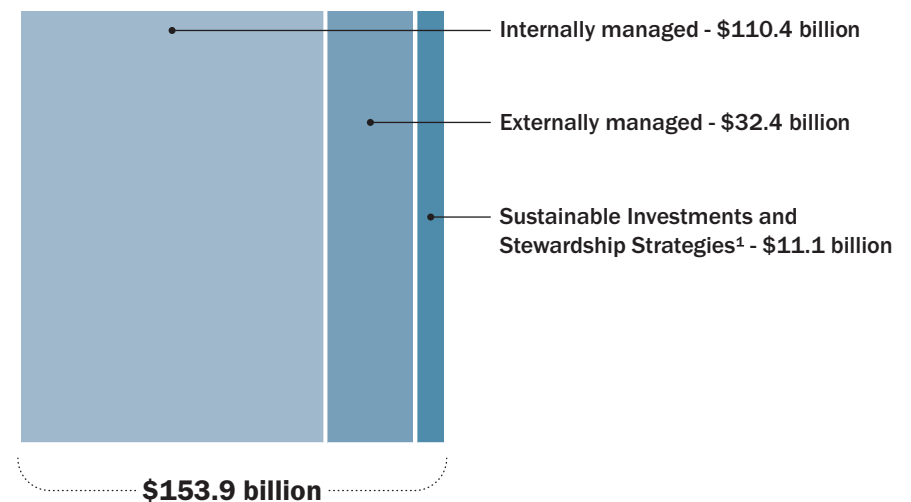 Internally managed - $110.4 billion
Externally managed - $32.4 billion
Sustainable Investments and
Stewardship Strategies¹ - $11.1 billion
$153.9 billion